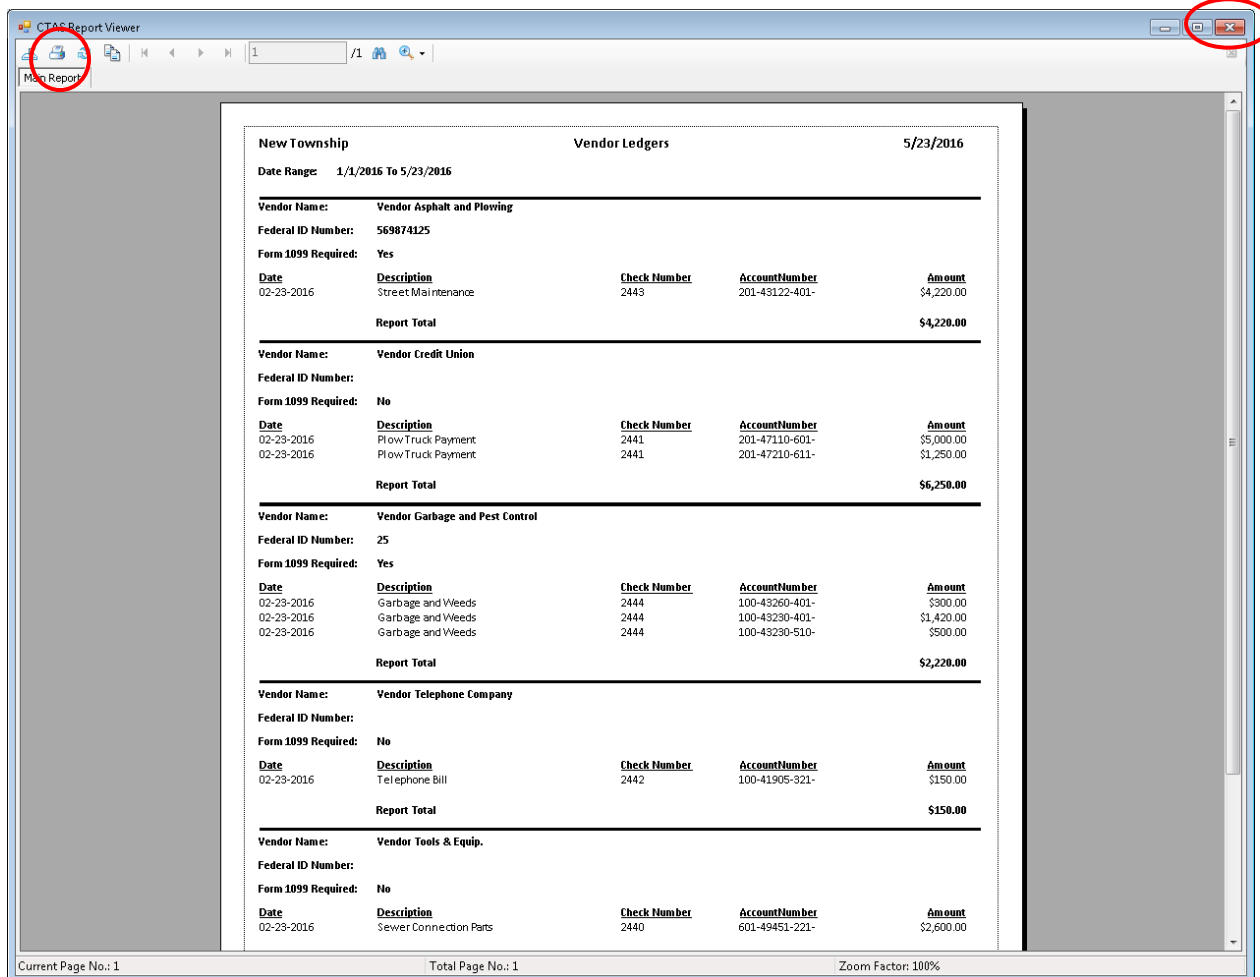 CTAS Report Viewer
1 /1
Main Report
New Township Vendor Ledgers 5/23/2016
Date Range: 1/1/2016 To 5/23/2016
Vendor Name: Vendor Asphalt and Plowing
Federal ID Number: 569874125
Form 1099 Required: Yes
Date Description Check Number AccountNumber Amount
02-23-2016 Street Maintenance 2443 201-43122-401- $4,220.00
Report Total $4,220.00
Vendor Name: Vendor Credit Union
Federal ID Number:
Form 1099 Required: No
Date Description Check Number AccountNumber Amount
02-23-2016 Plow Truck Payment 2441 201-47110-601- $5,000.00
02-23-2016 Plow Truck Payment 2441 201-47210-611- $1,250.00
Report Total $6,250.00
Vendor Name: Vendor Garbage and Pest Control
Federal ID Number: 25
Form 1099 Required: Yes
Date Description Check Number AccountNumber Amount
02-23-2016 Garbage and Weeds 2444 100-43260-401- $300.00
02-23-2016 Garbage and Weeds 2444 100-43230-401- $1,420.00
02-23-2016 Garbage and Weeds 2444 100-43230-510- $500.00
Report Total $2,220.00
Vendor Name: Vendor Telephone Company
Federal ID Number:
Form 1099 Required: No
Date Description Check Number AccountNumber Amount
02-23-2016 Telephone Bill 2442 100-41905-321- $150.00
Report Total $150.00
Vendor Name: Vendor Tools & Equip.
Federal ID Number:
Form 1099 Required: No
Date Description Check Number AccountNumber Amount
02-23-2016 Sewer Connection Parts 2440 601-49451-221- $2,600.00
Current Page No.: 1 Total Page No.: 1 Zoom Factor: 100%